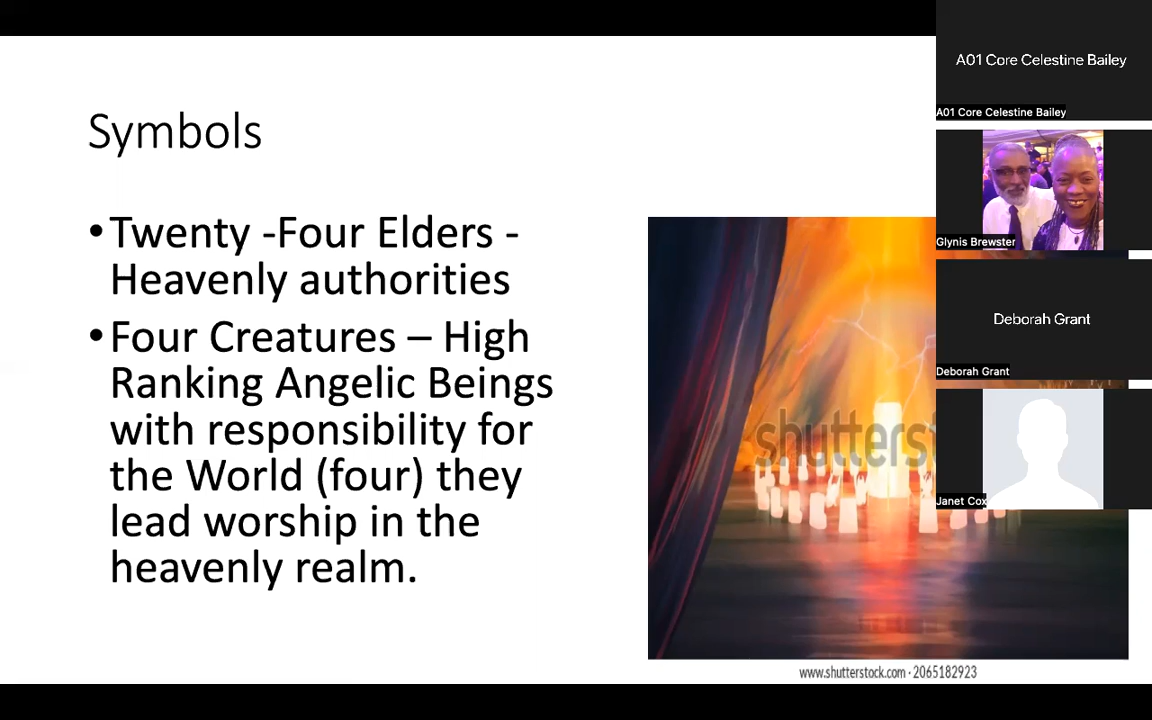 Symbols
•Twenty -Four Elders -
Heavenly authorities
•Four Creatures – High
Ranking Angelic Beings
with responsibility for
the World (four) they
lead worship in the
heavenly realm.
shutterst
www.shutterstock.com · 2065182923
A01 Core Celestine Bailey
A01 Core Celestine Bailey
Glynis Brewster
Deborah Grant
Deborah Grant
Janet Cox